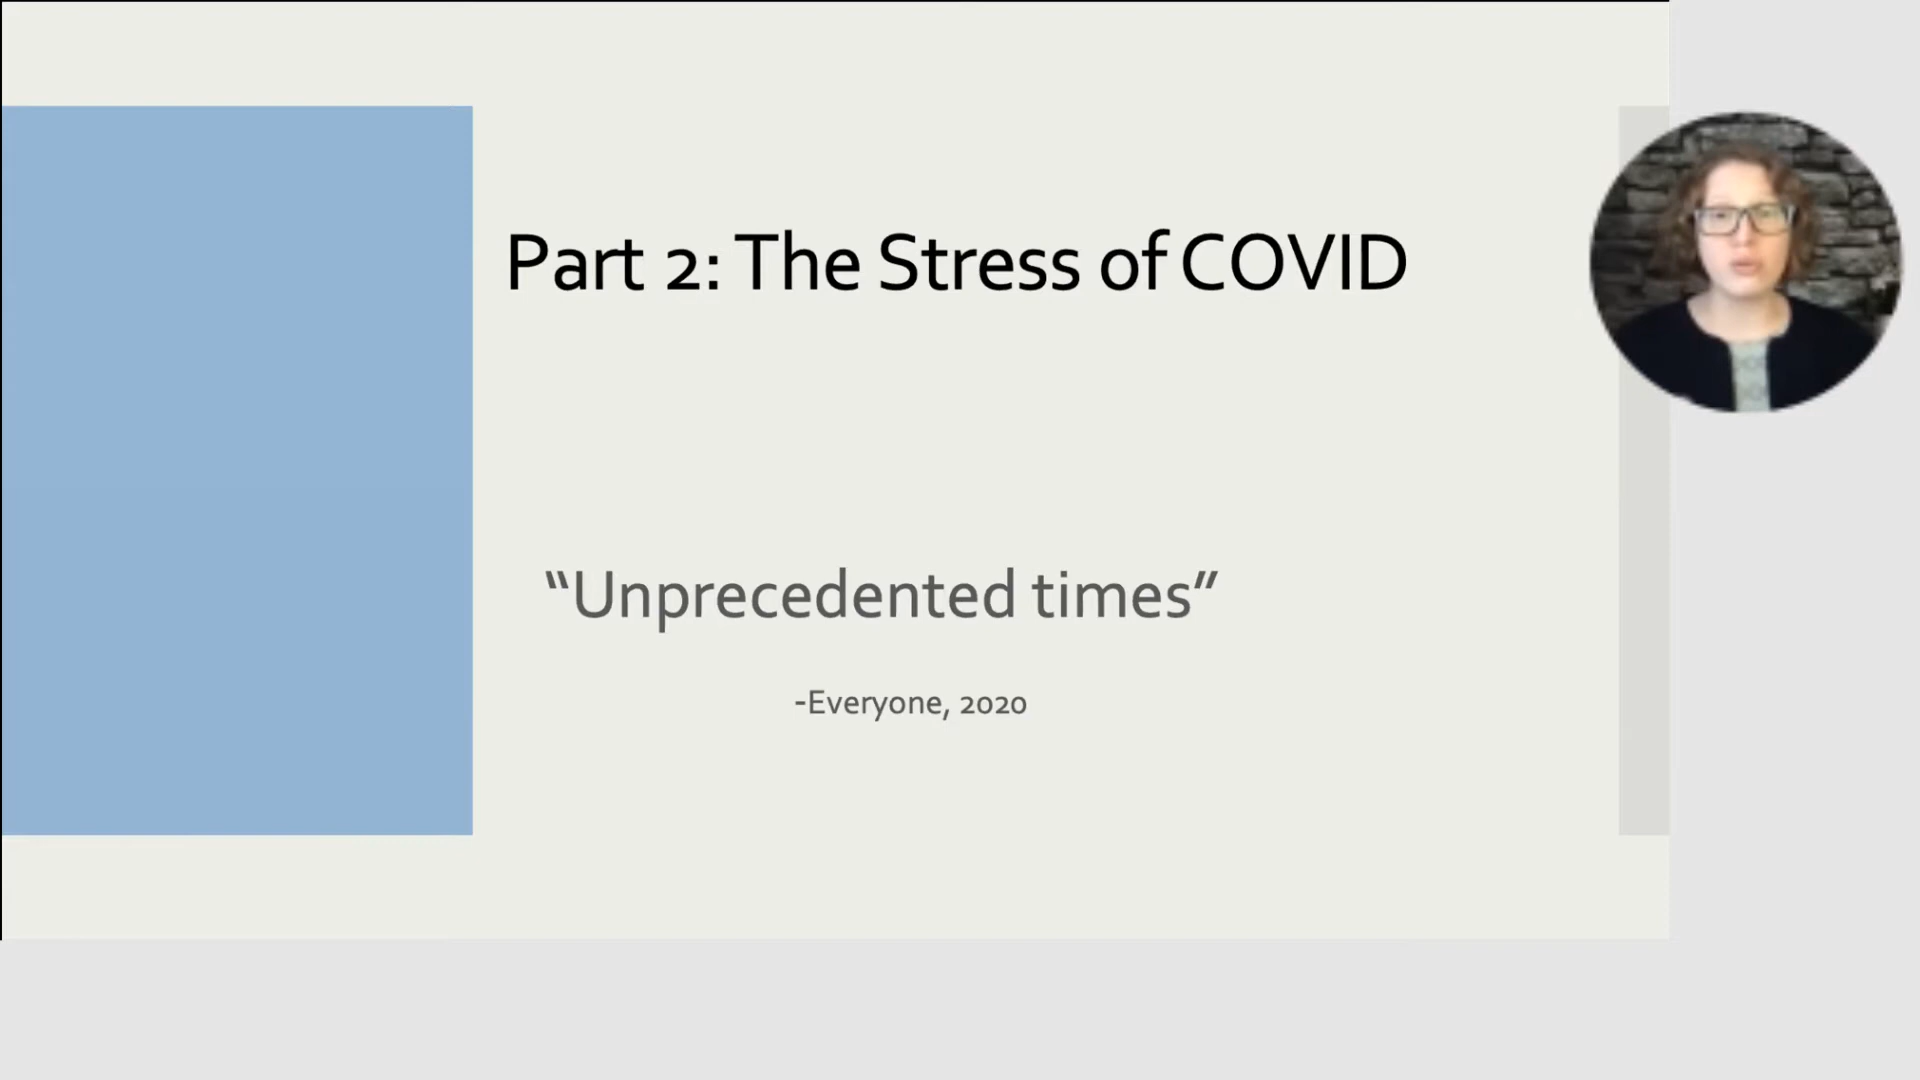 Part 2: The Stress of COVID
“Unprecedented times”
-Everyone, 2020